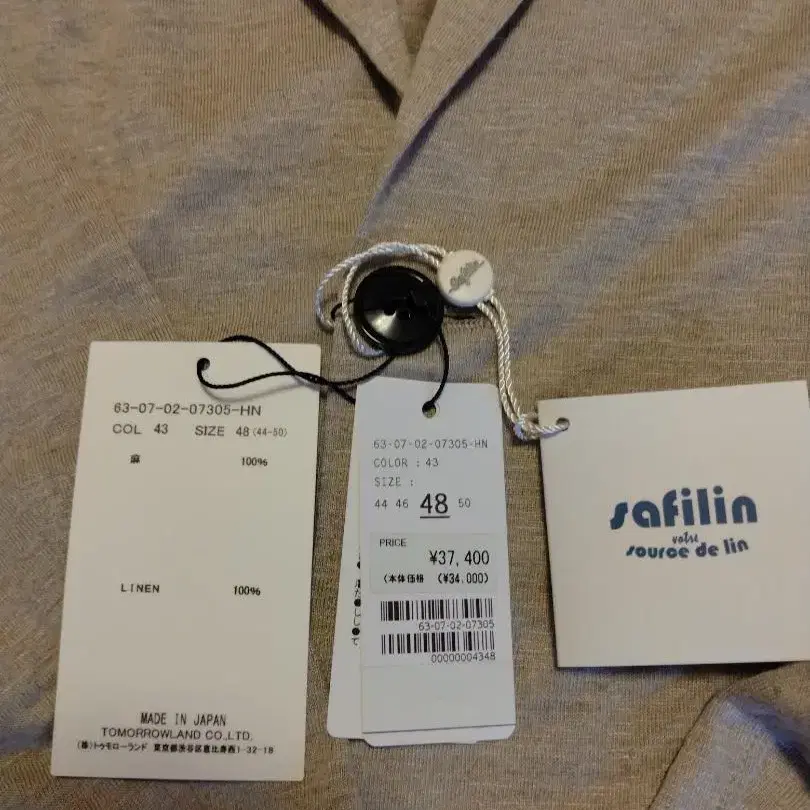 63-07-02-07305-HN
COL 43 SIZE 48 (44-50)
麻 100%
LINEN 100%
MADE IN JAPAN
TOMORROWLAND CO.,LTD.
(株)トゥモローランド 東京都渋谷区恵比寿西1-32-18
63-07-02-07305-HN
COLOR : 43
SIZE :
44 46 48 50
PRICE
¥37,400
(本体価格 (¥34,000)
63-07-02-07305
00000004348
Safilin
safilin
votre
source de lin